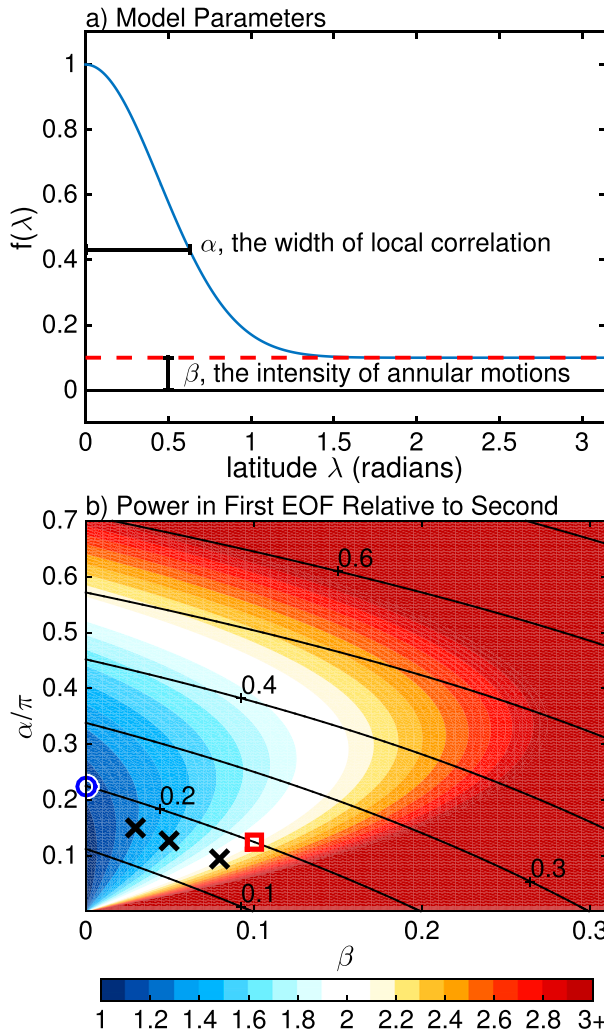 a) Model Parameters
1
0.8
0.6
0.4
0.2
0
f(λ)
α, the width of local correlation
β, the intensity of annular motions
0 0.5 1 1.5 2 2.5 3
latitude λ (radians)
b) Power in First EOF Relative to Second
0.7
0.6
0.5
0.4
0.3
0.2
0.1
α/π
0.6
0.4
0.2
0.3
0.1
0 0.1 0.2 0.3
β
1 1.2 1.4 1.6 1.8 2 2.2 2.4 2.6 2.8 3+